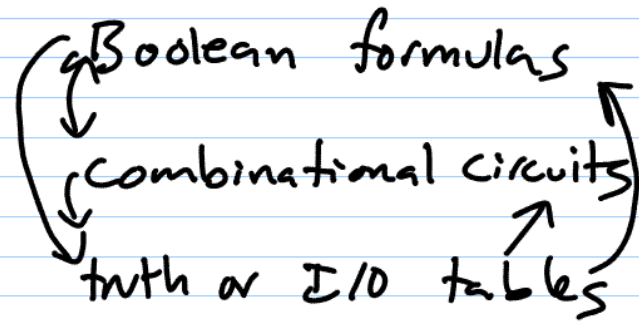 Boolean formulas
combinational circuits
truth or I/O tables